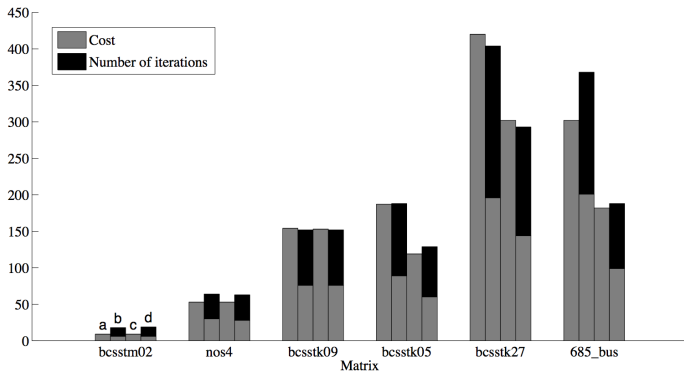 450
400
350
300
250
200
150
100
50
0
Cost
Number of iterations
a b c d
bcsstm02 nos4 bcsstk09 bcsstk05 bcsstk27 685_bus
Matrix